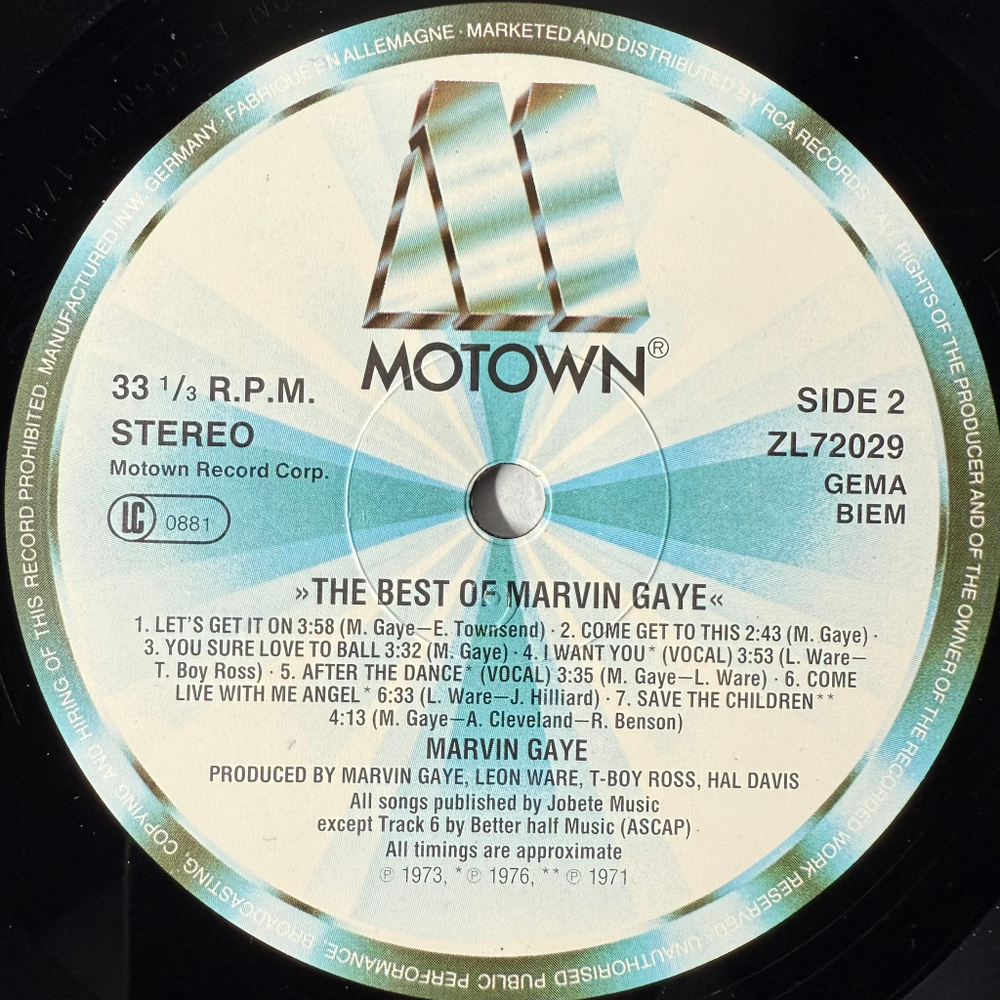 MANUFACTURED IN W. GERMANY · FABRIQUÉ EN ALLEMAGNE · MARKETED AND DISTRIBUTED BY RCA RECORDS · ALL RIGHTS OF THE PRODUCER AND OF THE OWNER OF THE RECORDED WORK RESERVED · UNAUTHORISED PUBLIC PERFORMANCE, BROADCASTING, COPYING AND HIRING OF THIS RECORD PROHIBITED.
MOTOWN®
33 1/3 R.P.M.
STEREO
Motown Record Corp.
LC 0881
SIDE 2
ZL72029
GEMA
BIEM
»THE BEST OF MARVIN GAYE«
1. LET'S GET IT ON 3:58 (M. Gaye—E. Townsend) · 2. COME GET TO THIS 2:43 (M. Gaye) ·
3. YOU SURE LOVE TO BALL 3:32 (M. Gaye) · 4. I WANT YOU* (VOCAL) 3:53 (L. Ware—
T. Boy Ross) · 5. AFTER THE DANCE* (VOCAL) 3:35 (M. Gaye—L. Ware) · 6. COME
LIVE WITH ME ANGEL* 6:33 (L. Ware—J. Hilliard) · 7. SAVE THE CHILDREN**
4:13 (M. Gaye—A. Cleveland—R. Benson)
MARVIN GAYE
PRODUCED BY MARVIN GAYE, LEON WARE, T-BOY ROSS, HAL DAVIS
All songs published by Jobete Music
except Track 6 by Better half Music (ASCAP)
All timings are approximate
℗ 1973, *℗ 1976, ** ℗ 1971